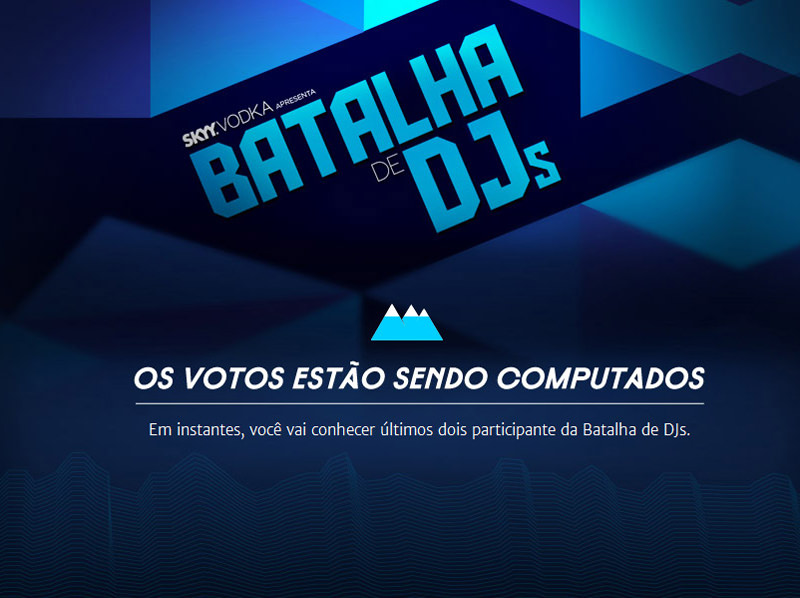 SKYY.VODKA APRESENTA
BATALHA
DE DJs
OS VOTOS ESTÃO SENDO COMPUTADOS
Em instantes, você vai conhecer últimos dois participante da Batalha de DJs.